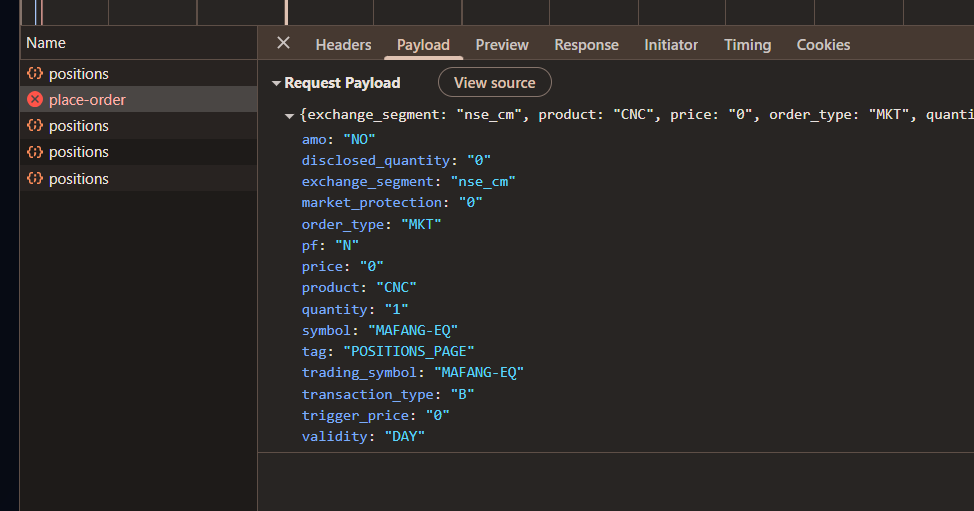 Name
Headers Payload Preview Response Initiator Timing Cookies
positions
place-order
positions
positions
positions
Request Payload View source
{exchange_segment: "nse_cm", product: "CNC", price: "0", order_type: "MKT", quanti
amo: "NO"
disclosed_quantity: "0"
exchange_segment: "nse_cm"
market_protection: "0"
order_type: "MKT"
pf: "N"
price: "0"
product: "CNC"
quantity: "1"
symbol: "MAFANG-EQ"
tag: "POSITIONS_PAGE"
trading_symbol: "MAFANG-EQ"
transaction_type: "B"
trigger_price: "0"
validity: "DAY"